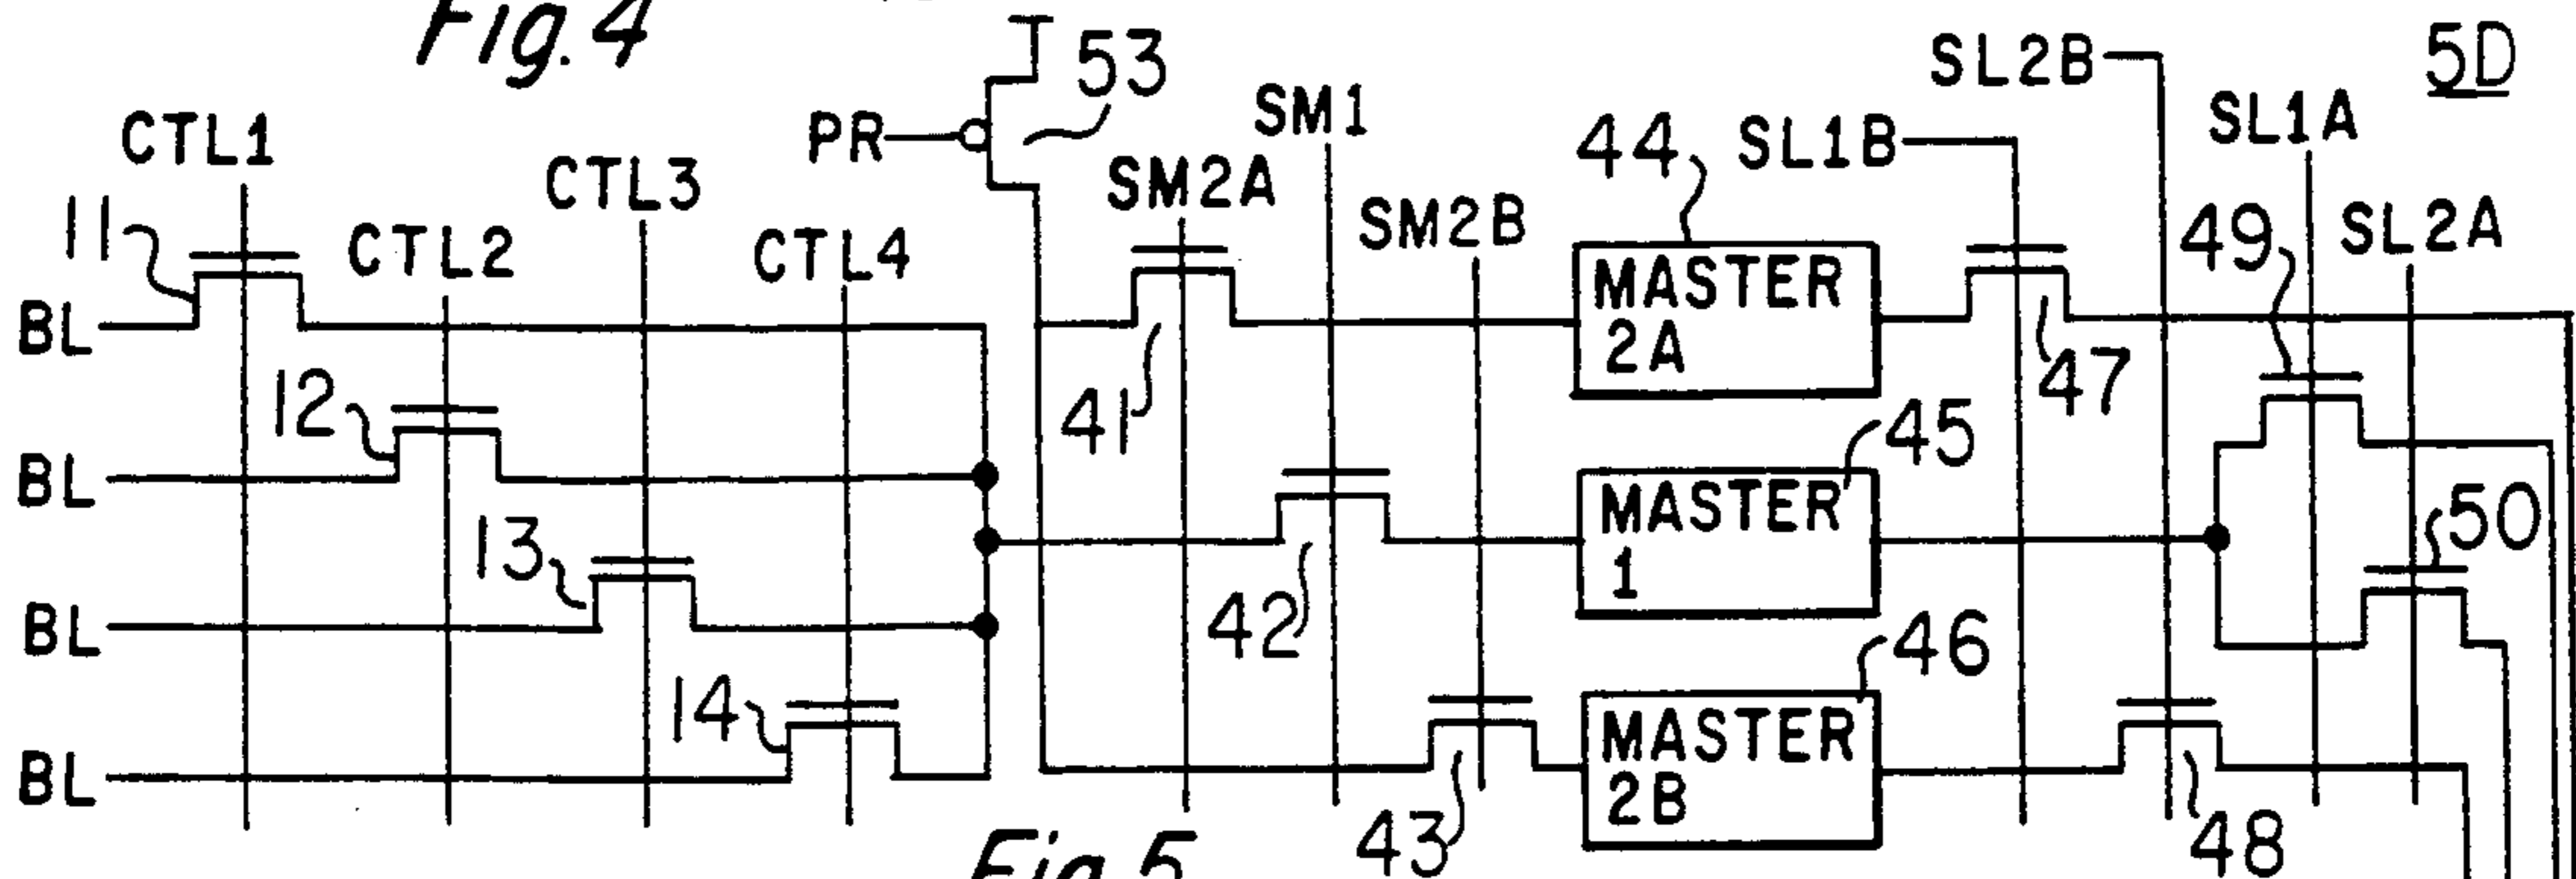 Fig. 4
53
SL2B
5D
CTL1
PR
SM1
44
SL1B
SL1A
CTL3
SM2A
11
CTL2
CTL4
SM2B
49
SL2A
BL
MASTER 2A
41
47
12
45
BL
MASTER 1
50
13
42
BL
46
14
MASTER 2B
BL
43
48
Fig. 5